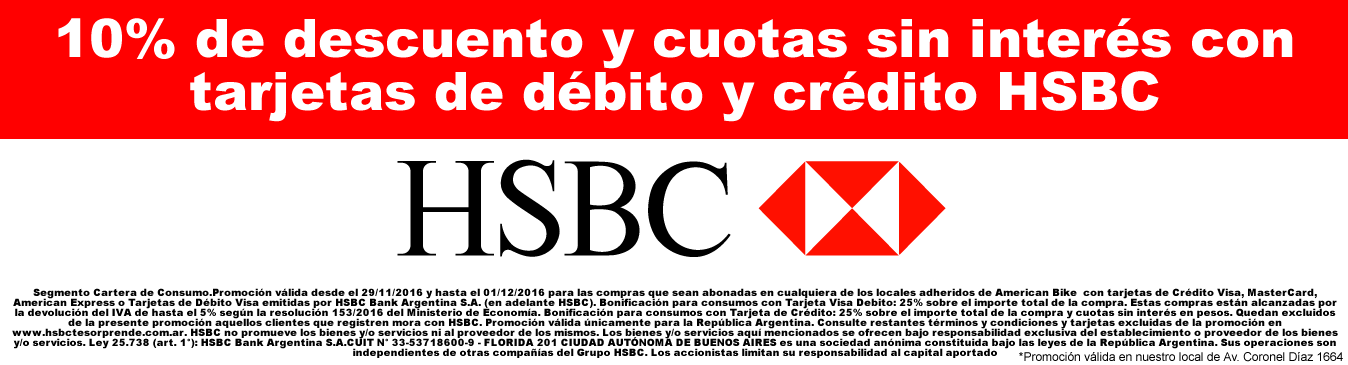 10% de descuento y cuotas sin interés con
tarjetas de débito y crédito HSBC
HSBC
Segmento Cartera de Consumo.Promoción válida desde el 29/11/2016 y hasta el 01/12/2016 para las compras que sean abonadas en cualquiera de los locales adheridos de American Bike con tarjetas de Crédito Visa, MasterCard,
American Express o Tarjetas de Débito Visa emitidas por HSBC Bank Argentina S.A. (en adelante HSBC). Bonificación para consumos con Tarjeta Visa Debito: 25% sobre el importe total de la compra. Estas compras están alcanzadas por
la devolución del IVA de hasta el 5% según la resolución 153/2016 del Ministerio de Economía. Bonificación para consumos con Tarjeta de Crédito: 25% sobre el importe total de la compra y cuotas sin interés en pesos. Quedan excluidos
de la presente promoción aquellos clientes que registren mora con HSBC. Promoción válida únicamente para la República Argentina. Consulte restantes términos y condiciones y tarjetas excluidas de la promoción en
www.hsbctesorprende.com.ar. HSBC no promueve los bienes y/o servicios ni al proveedor de los mismos. Los bienes y/o servicios aquí mencionados se ofrecen bajo responsabilidad exclusiva del establecimiento o proveedor de los bienes
y/o servicios. Ley 25.738 (art. 1°): HSBC Bank Argentina S.A.CUIT N° 33-53718600-9 - FLORIDA 201 CIUDAD AUTÓNOMA DE BUENOS AIRES es una sociedad anónima constituida bajo las leyes de la República Argentina. Sus operaciones son
independientes de otras compañías del Grupo HSBC. Los accionistas limitan su responsabilidad al capital aportado
*Promoción válida en nuestro local de Av. Coronel Díaz 1664